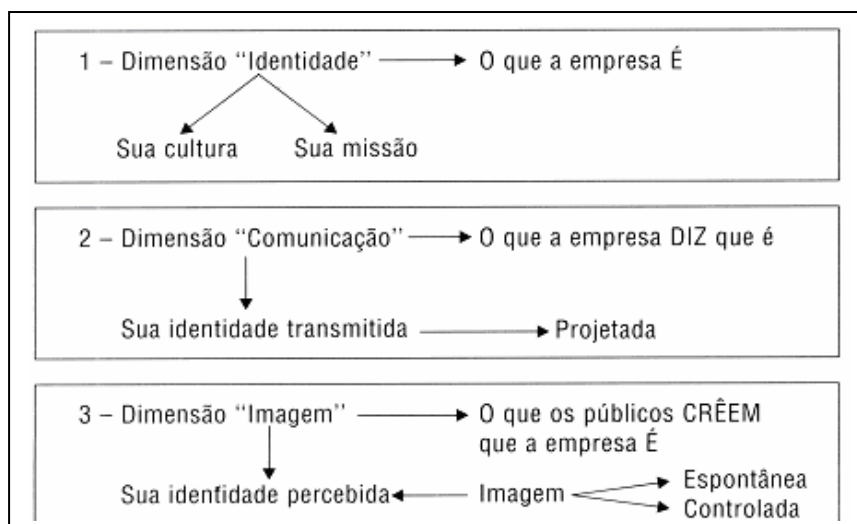 1 – Dimensão "Identidade" O que a empresa É
Sua cultura Sua missão
2 – Dimensão "Comunicação" O que a empresa DIZ que é
Sua identidade transmitida Projetada
3 – Dimensão "Imagem" O que os públicos CRÊEM
que a empresa É
Espontânea
Sua identidade percebida Imagem
Controlada